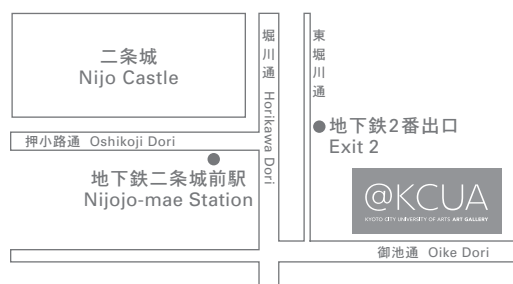 二条城
Nijo Castle
堀川通 Horikawa Dori
東堀川通
押小路通 Oshikoji Dori
地下鉄2番出口
Exit 2
地下鉄二条城前駅
Nijojo-mae Station
@KCUA
KYOTO CITY UNIVERSITY OF ARTS ART GALLERY
御池通 Oike Dori